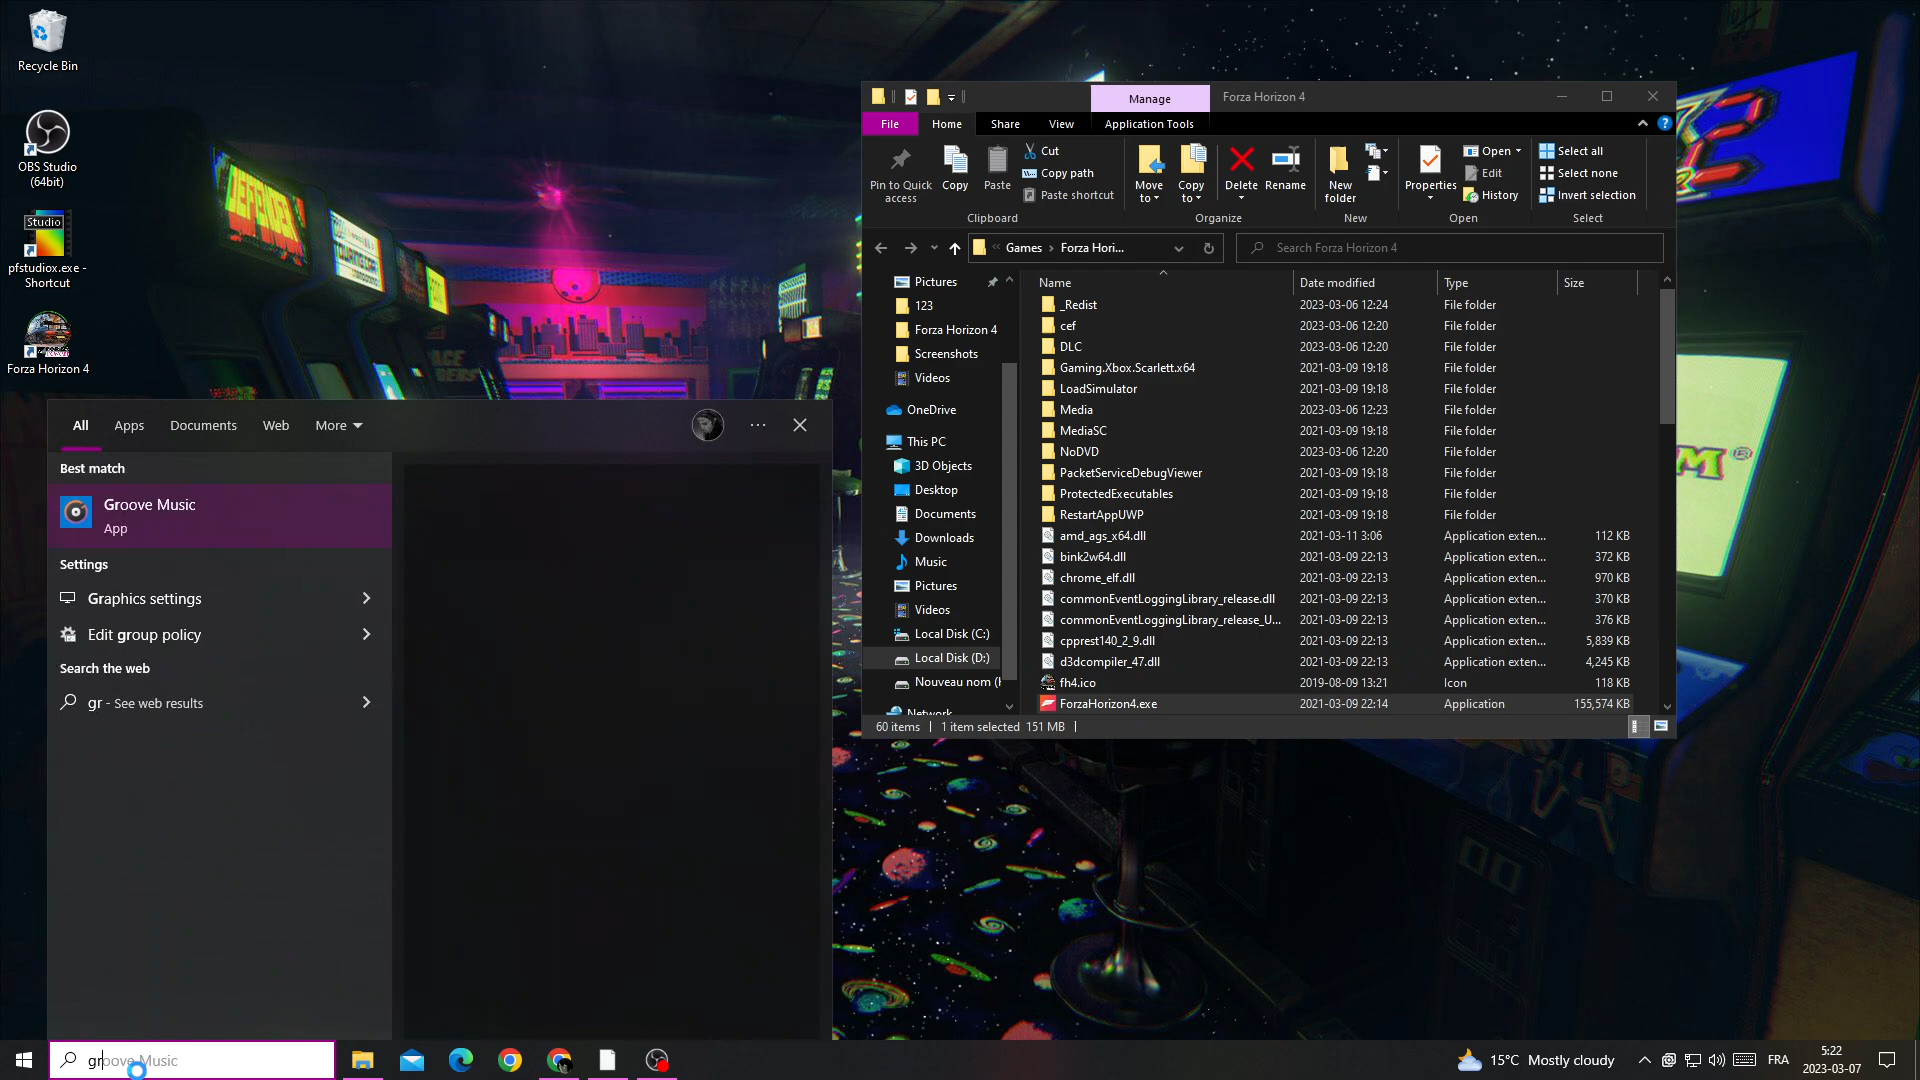 Recycle Bin
OBS Studio
(64bit)
Studio
pfstudiox.exe -
Shortcut
Forza Horizon 4
DEFENDER
Manage
Forza Horizon 4
File
Home
Share
View
Application Tools
Pin to Quick
access
Copy
Paste
Cut
Copy path
Paste shortcut
Clipboard
Move
to
Copy
to
Delete
Rename
Organize
New
folder
New
Properties
Open
Edit
History
Open
Select all
Select none
Invert selection
Select
« Games › Forza Hori...
Search Forza Horizon 4
Pictures
123
Forza Horizon 4
Screenshots
Videos
OneDrive
This PC
3D Objects
Desktop
Documents
Downloads
Music
Pictures
Videos
Local Disk (C:)
Local Disk (D:)
Nouveau nom (
Network
Name Date modified Type Size
_Redist 2023-03-06 12:24 File folder
cef 2023-03-06 12:20 File folder
DLC 2023-03-06 12:20 File folder
Gaming.Xbox.Scarlett.x64 2021-03-09 19:18 File folder
LoadSimulator 2021-03-09 19:18 File folder
Media 2023-03-06 12:23 File folder
MediaSC 2021-03-09 19:18 File folder
NoDVD 2023-03-06 12:20 File folder
PacketServiceDebugViewer 2021-03-09 19:18 File folder
ProtectedExecutables 2021-03-09 19:18 File folder
RestartAppUWP 2021-03-09 19:18 File folder
amd_ags_x64.dll 2021-03-11 3:06 Application exten... 112 KB
bink2w64.dll 2021-03-09 22:13 Application exten... 372 KB
chrome_elf.dll 2021-03-09 22:13 Application exten... 970 KB
commonEventLoggingLibrary_release.dll 2021-03-09 22:13 Application exten... 370 KB
commonEventLoggingLibrary_release_U... 2021-03-09 22:13 Application exten... 376 KB
cpprest140_2_9.dll 2021-03-09 22:13 Application exten... 5,839 KB
d3dcompiler_47.dll 2021-03-09 22:13 Application exten... 4,245 KB
fh4.ico 2019-08-09 13:21 Icon 118 KB
ForzaHorizon4.exe 2021-03-09 22:14 Application 155,574 KB
60 items 1 item selected 151 MB
All Apps Documents Web More
Best match
Groove Music
App
Settings
Graphics settings
Edit group policy
Search the web
gr - See web results
groove Music
15°C Mostly cloudy
FRA
5:22
2023-03-07